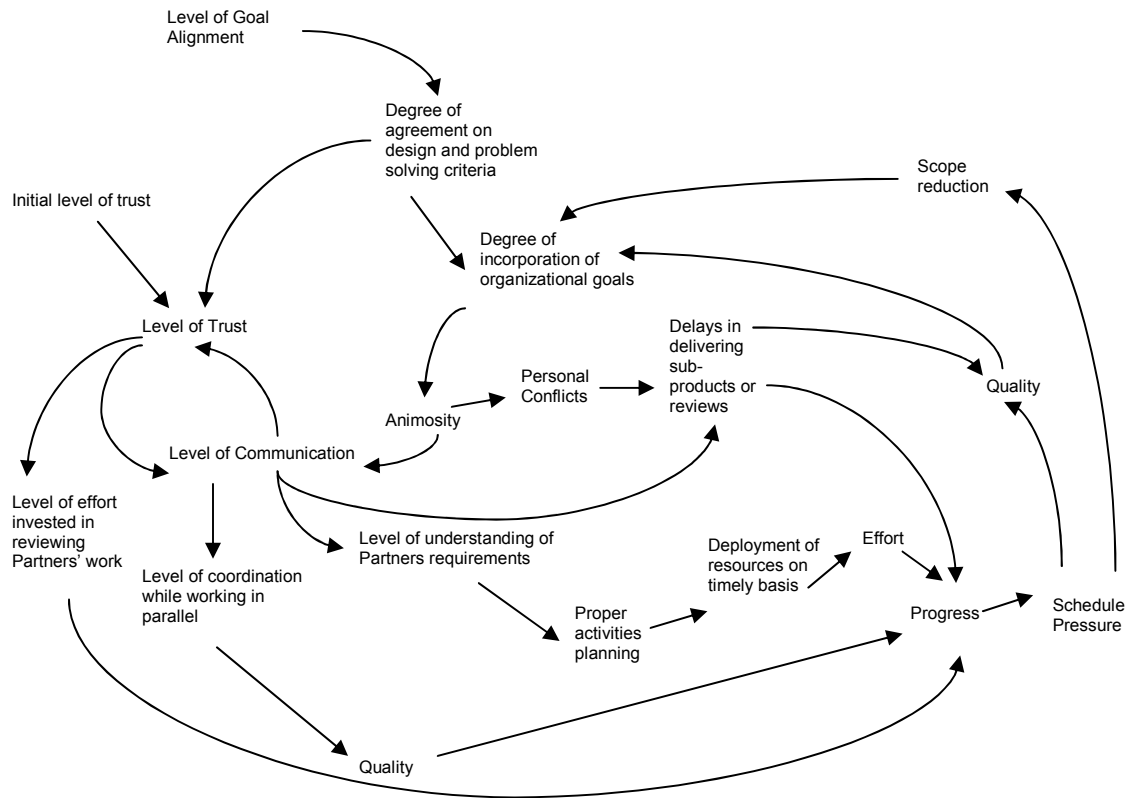 Level of Goal
Alignment
Degree of
agreement on
design and problem
solving criteria
Scope
reduction
Initial level of trust
Degree of
incorporation of
organizational goals
Level of Trust
Delays in
delivering
sub-
products or
reviews
Personal
Conflicts
Quality
Animosity
Level of Communication
Level of effort
invested in
reviewing
Partners' work
Level of understanding of
Partners requirements
Deployment of
resources on
timely basis
Effort
Level of coordination
while working in
parallel
Proper
activities
planning
Progress
Schedule
Pressure
Quality